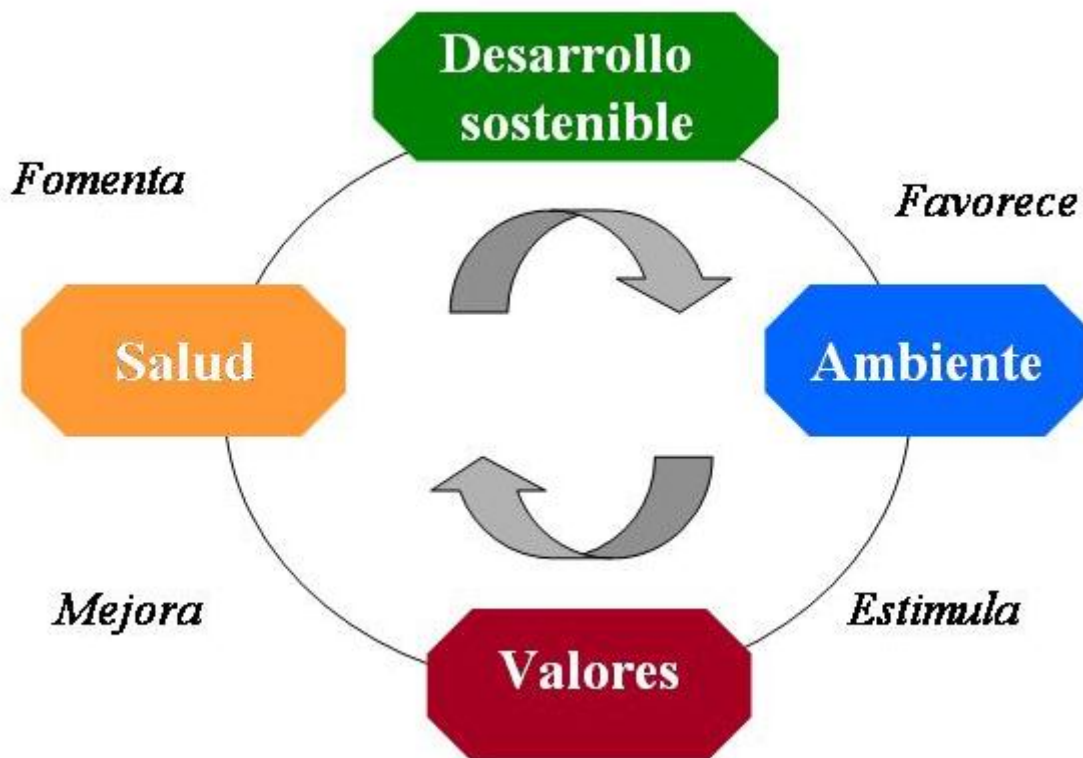 Desarrollo
sostenible
Fomenta
Favorece
Salud
Ambiente
Mejora
Estimula
Valores